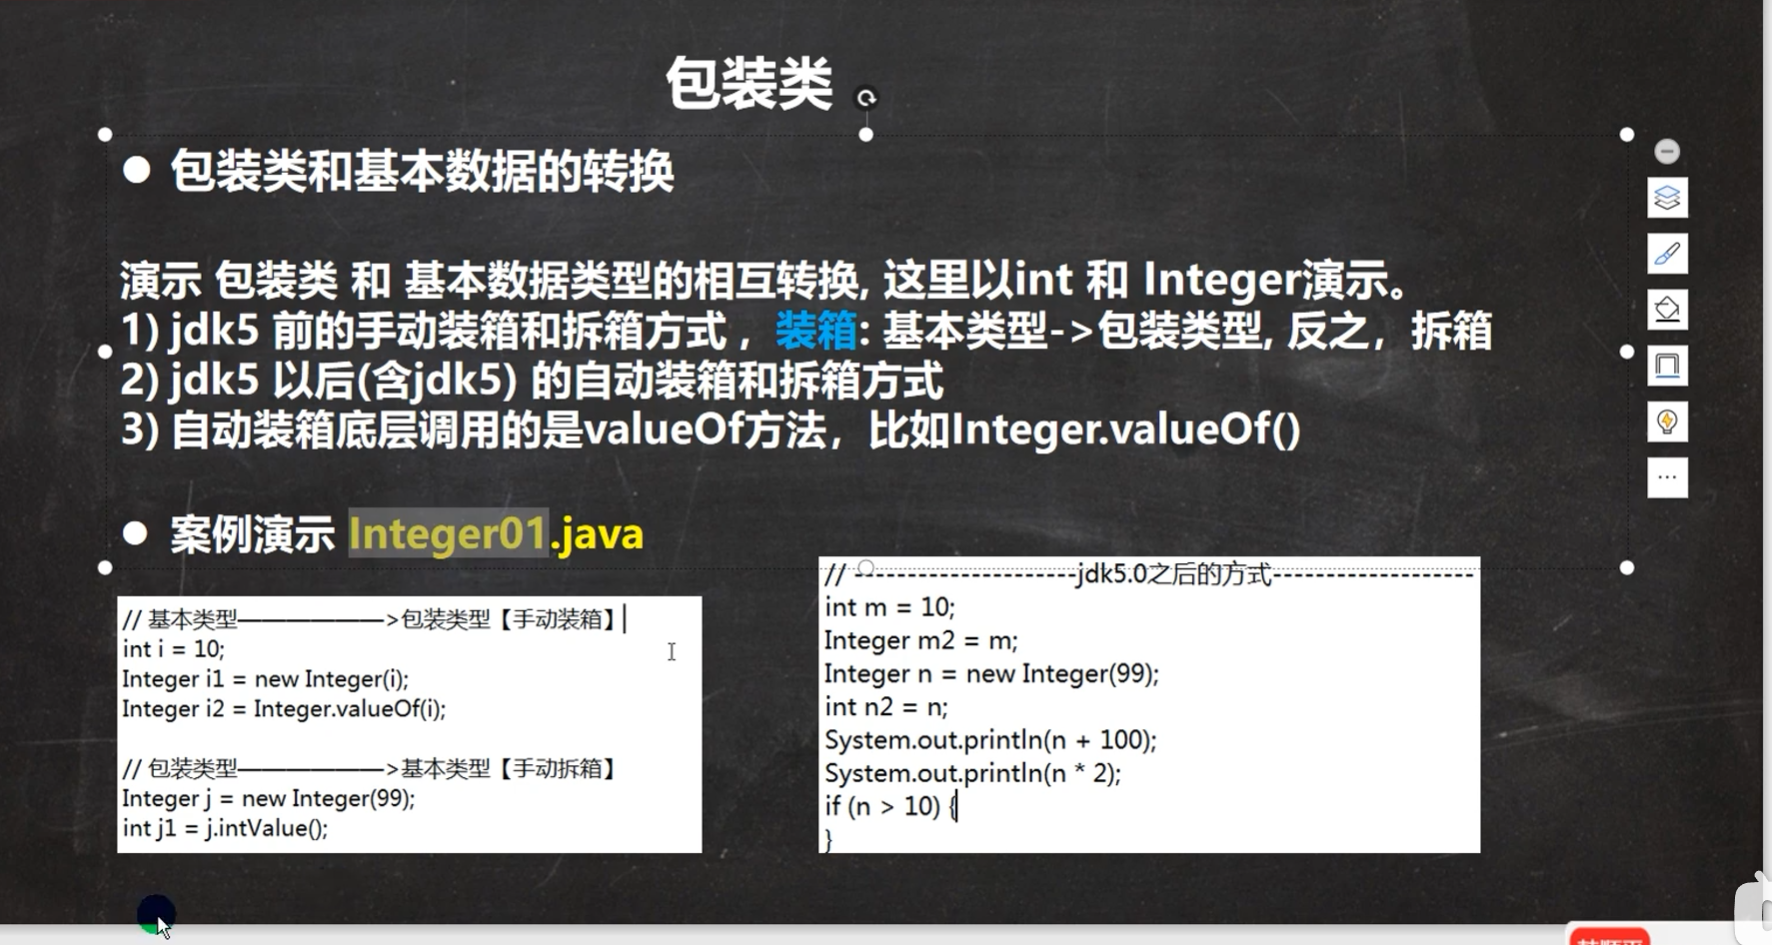 包装类
● 包装类和基本数据的转换
演示 包装类 和 基本数据类型的相互转换, 这里以int 和 Integer演示。
1) jdk5 前的手动装箱和拆箱方式 ，装箱: 基本类型->包装类型, 反之，拆箱
2) jdk5 以后(含jdk5) 的自动装箱和拆箱方式
3) 自动装箱底层调用的是valueOf方法，比如Integer.valueOf()
● 案例演示 Integer01.java
// 基本类型——————>包装类型【手动装箱】
int i = 10;
Integer i1 = new Integer(i);
Integer i2 = Integer.valueOf(i);
// 包装类型——————>基本类型【手动拆箱】
Integer j = new Integer(99);
int j1 = j.intValue();
// ---------------------jdk5.0之后的方式-------------------
int m = 10;
Integer m2 = m;
Integer n = new Integer(99);
int n2 = n;
System.out.println(n + 100);
System.out.println(n * 2);
if (n > 10) {
}